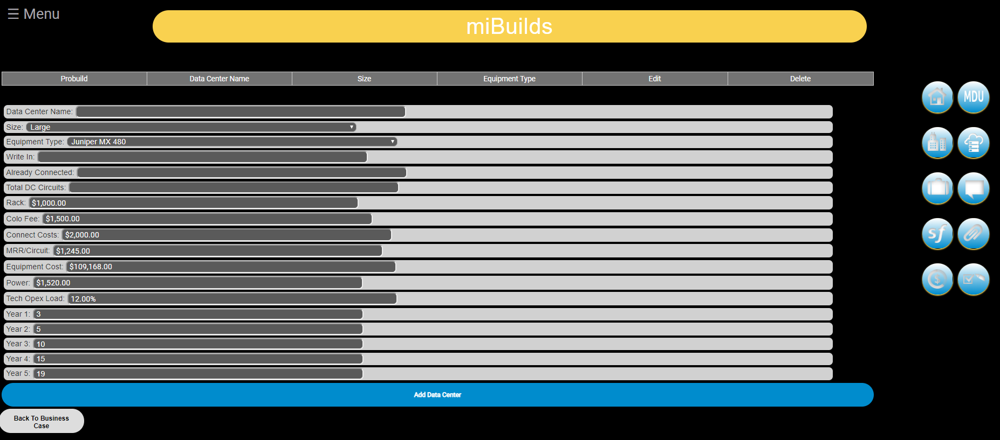 ☰ Menu
miBuilds
Probuild Data Center Name Size Equipment Type Edit Delete
Data Center Name:
Size: Large
Equipment Type: Juniper MX 480
Write In:
Already Connected:
Total DC Circuits:
Rack: $1,000.00
Colo Fee: $1,500.00
Connect Costs: $2,000.00
MRR/Circuit: $1,245.00
Equipment Cost: $109,168.00
Power: $1,520.00
Tech Opex Load: 12.00%
Year 1: 3
Year 2: 5
Year 3: 10
Year 4: 15
Year 5: 19
Add Data Center
Back To Business
Case
MDU
sf
$